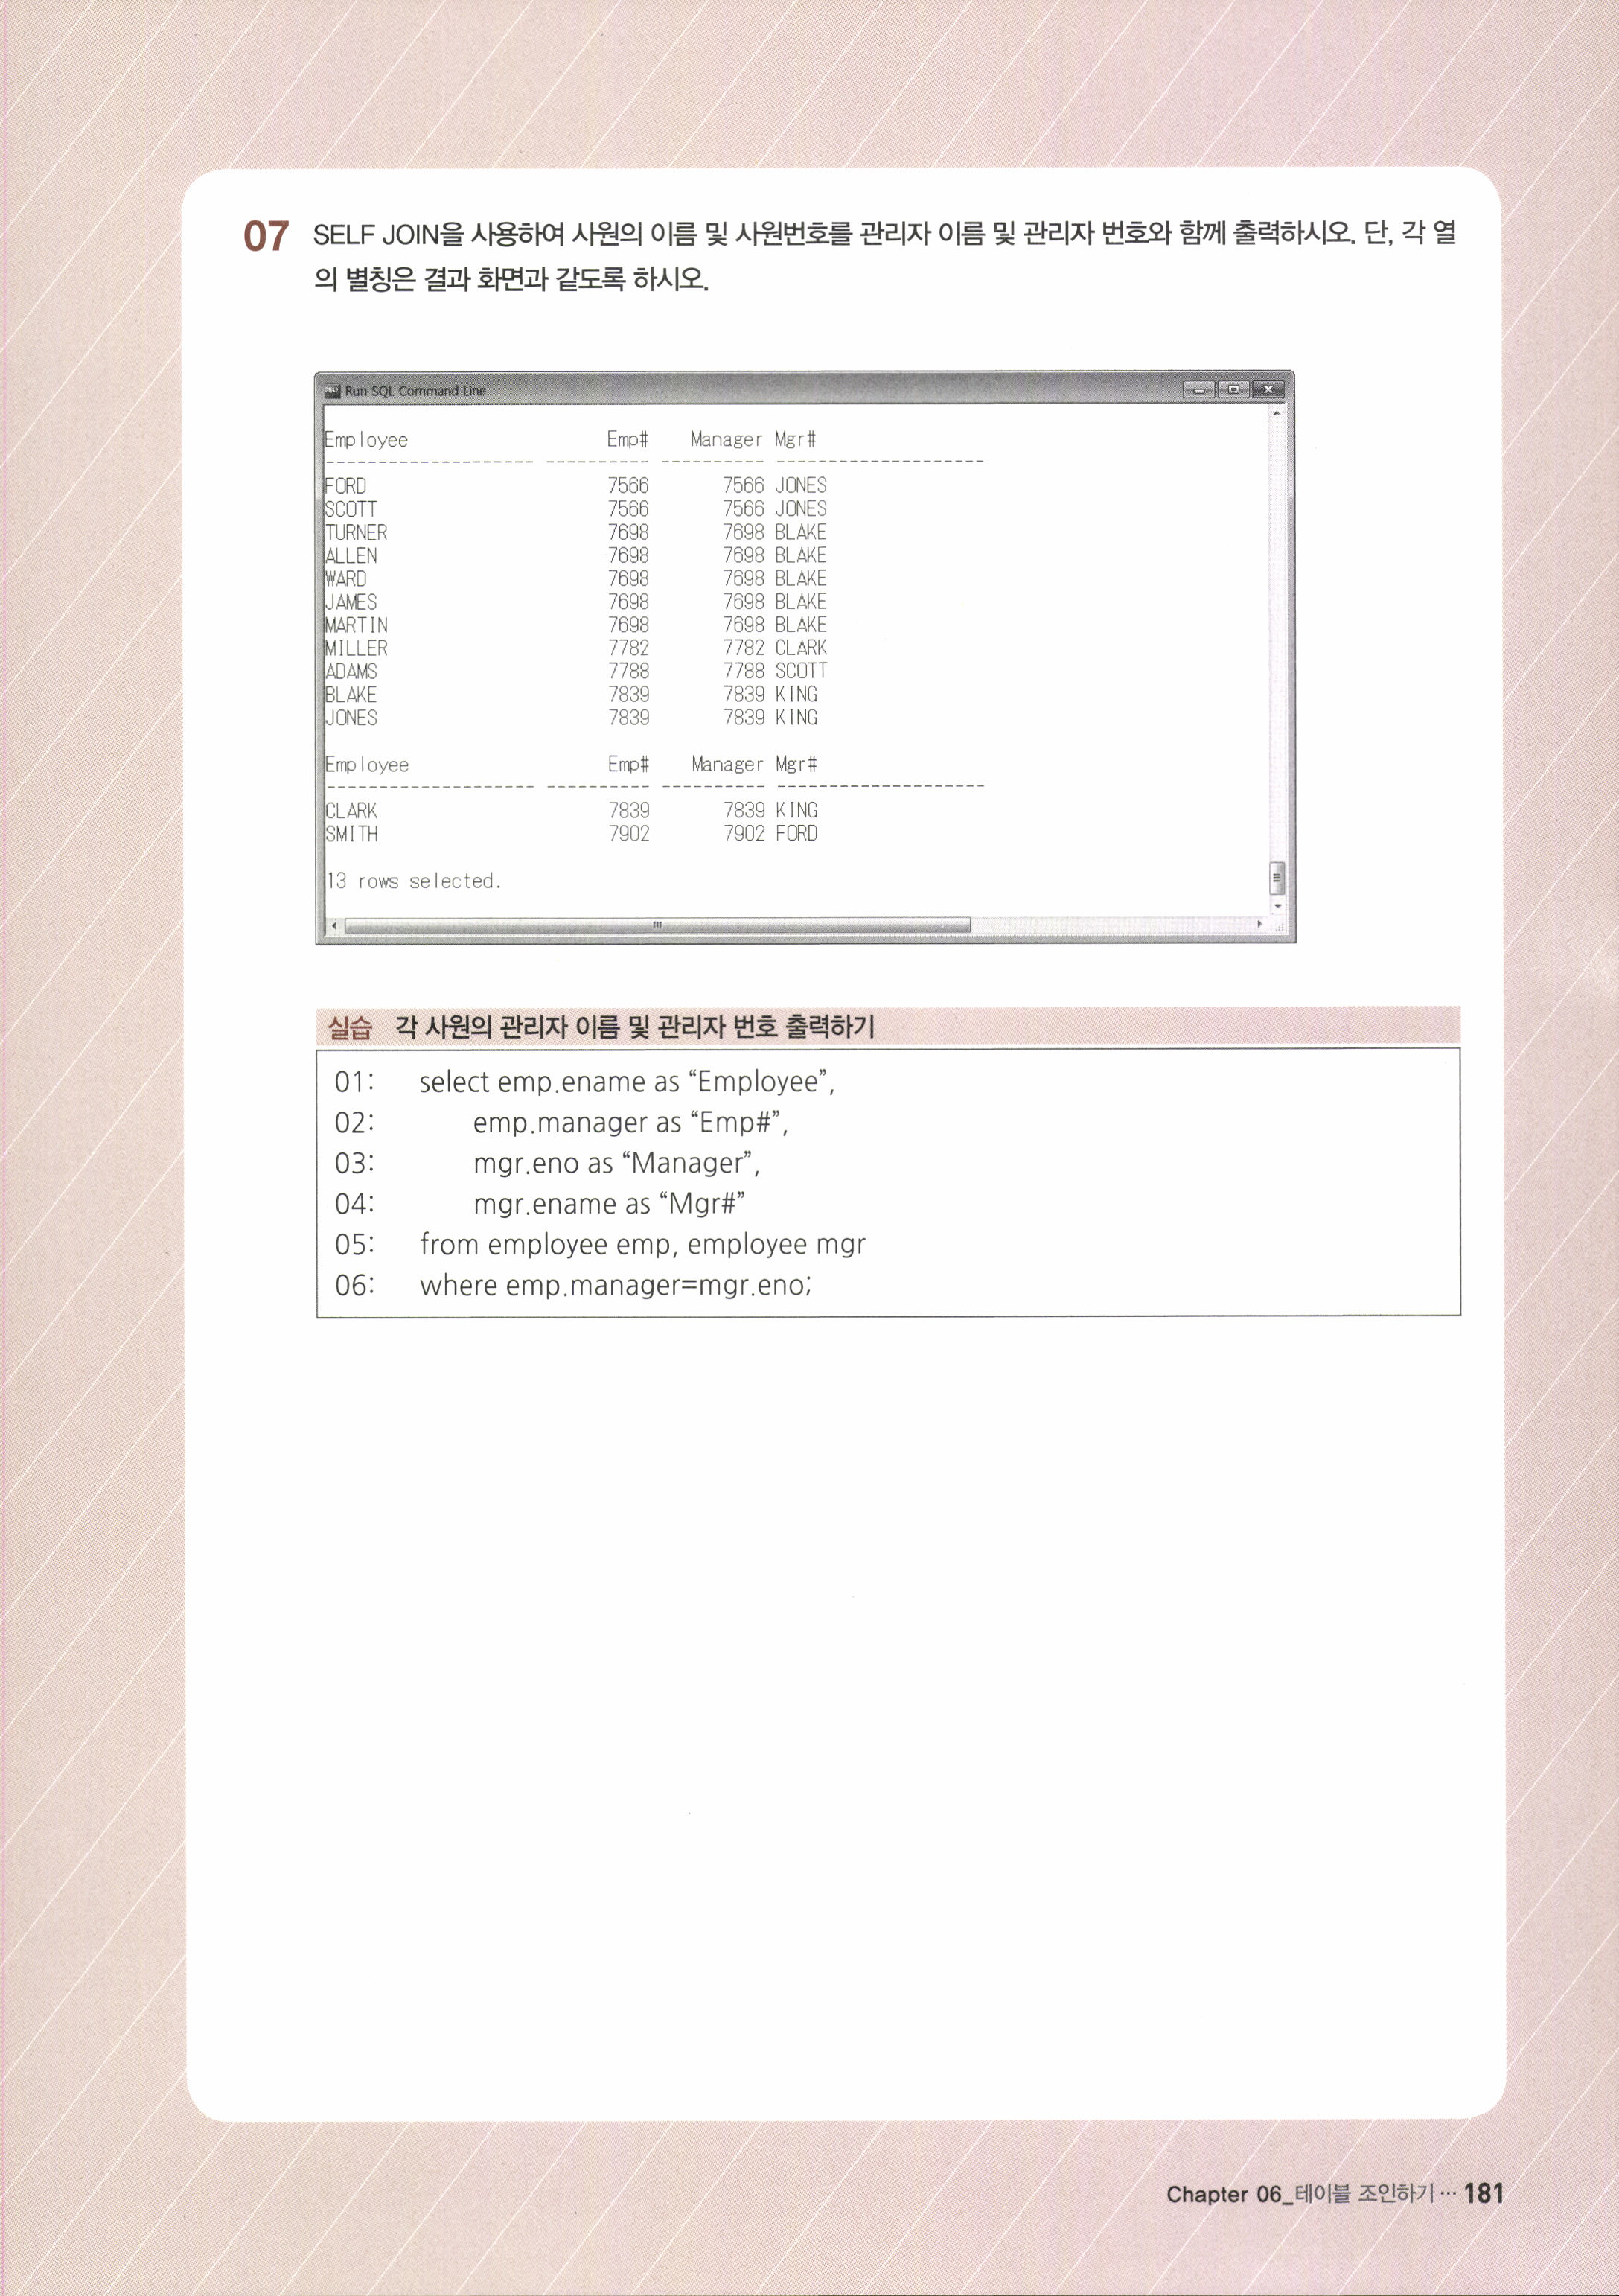 07 SELF JOIN을 사용하여 사원의 이름 및 사원번호를 관리자 이름 및 관리자 번호와 함께 출력하시오. 단, 각 열
의 별칭은 결과 화면과 같도록 하시오.
Run SQL Command Line
Employee Emp# Manager Mgr#
-------------------- ---------- ---------- --------------------
FORD 7566 7566 JONES
SCOTT 7566 7566 JONES
TURNER 7698 7698 BLAKE
ALLEN 7698 7698 BLAKE
WARD 7698 7698 BLAKE
JAMES 7698 7698 BLAKE
MARTIN 7698 7698 BLAKE
MILLER 7782 7782 CLARK
ADAMS 7788 7788 SCOTT
BLAKE 7839 7839 KING
JONES 7839 7839 KING
Employee Emp# Manager Mgr#
-------------------- ---------- ---------- --------------------
CLARK 7839 7839 KING
SMITH 7902 7902 FORD
13 rows selected.
실습 각 사원의 관리자 이름 및 관리자 번호 출력하기
01: select emp.ename as “Employee”,
02: emp.manager as “Emp#”,
03: mgr.eno as “Manager”,
04: mgr.ename as “Mgr#”
05: from employee emp, employee mgr
06: where emp.manager=mgr.eno;
Chapter 06_테이블 조인하기 ··· 181